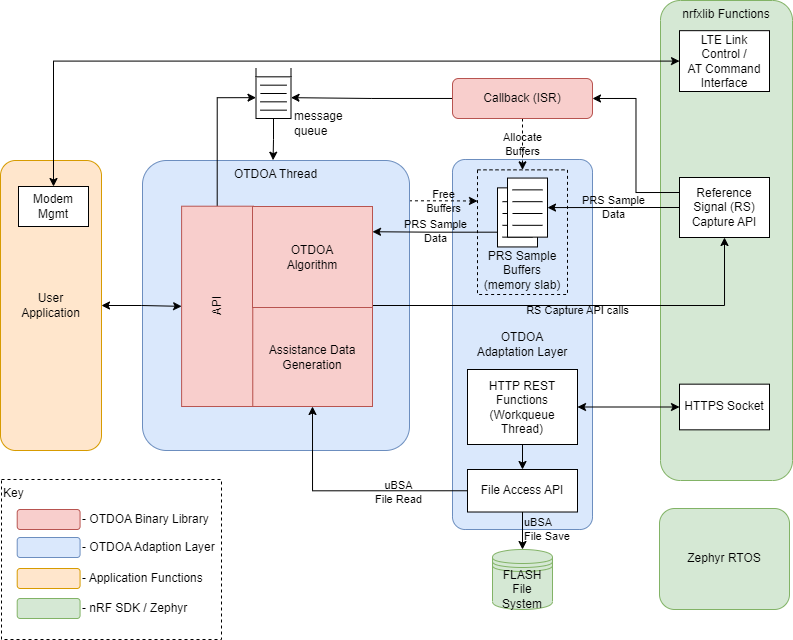 nrfxlib Functions
LTE Link
Control /
AT Command
Interface
Callback (ISR)
message
queue
Allocate
Buffers
OTDOA Thread
Modem
Mgmt
Free
Buffers
PRS Sample
Data
PRS Sample
Data
Reference
Signal (RS)
Capture API
OTDOA
Algorithm
PRS Sample
Buffers
(memory slab)
User
Application
API
RS Capture API calls
OTDOA
Adaptation Layer
Assistance Data
Generation
HTTP REST
Functions
(Workqueue
Thread)
HTTPS Socket
uBSA
File Read
File Access API
uBSA
File Save
FLASH
File
System
Zephyr RTOS
Key
- OTDOA Binary Library
- OTDOA Adaption Layer
- Application Functions
- nRF SDK / Zephyr